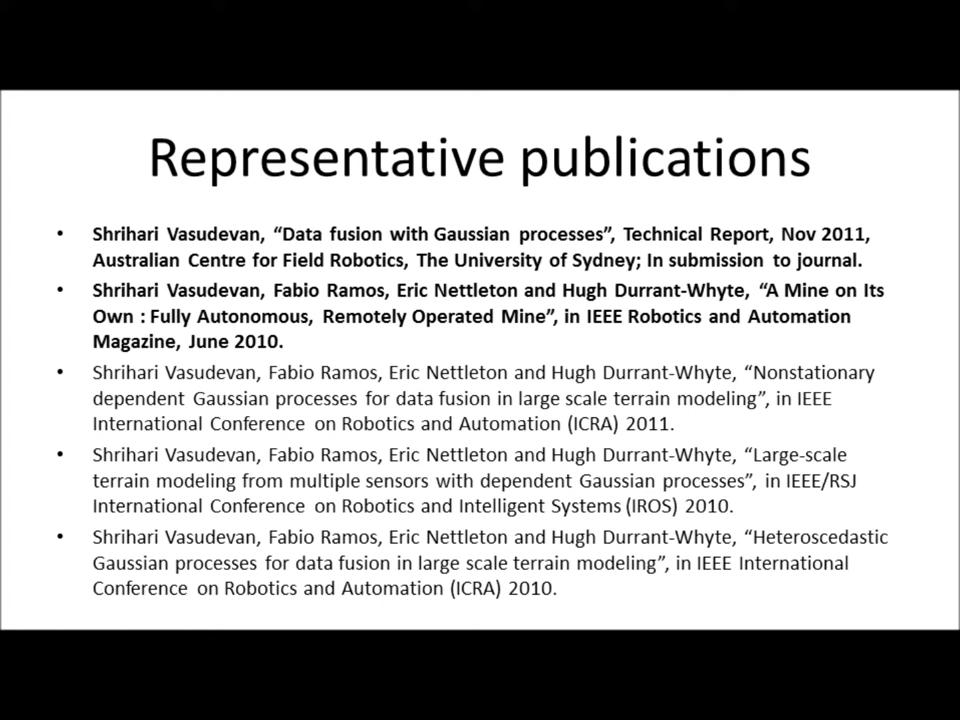 Representative publications
• Shrihari Vasudevan, “Data fusion with Gaussian processes”, Technical Report, Nov 2011,
Australian Centre for Field Robotics, The University of Sydney; In submission to journal.
• Shrihari Vasudevan, Fabio Ramos, Eric Nettleton and Hugh Durrant-Whyte, “A Mine on Its
Own : Fully Autonomous, Remotely Operated Mine”, in IEEE Robotics and Automation
Magazine, June 2010.
• Shrihari Vasudevan, Fabio Ramos, Eric Nettleton and Hugh Durrant-Whyte, “Nonstationary
dependent Gaussian processes for data fusion in large scale terrain modeling”, in IEEE
International Conference on Robotics and Automation (ICRA) 2011.
• Shrihari Vasudevan, Fabio Ramos, Eric Nettleton and Hugh Durrant-Whyte, “Large-scale
terrain modeling from multiple sensors with dependent Gaussian processes”, in IEEE/RSJ
International Conference on Robotics and Intelligent Systems (IROS) 2010.
• Shrihari Vasudevan, Fabio Ramos, Eric Nettleton and Hugh Durrant-Whyte, “Heteroscedastic
Gaussian processes for data fusion in large scale terrain modeling”, in IEEE International
Conference on Robotics and Automation (ICRA) 2010.